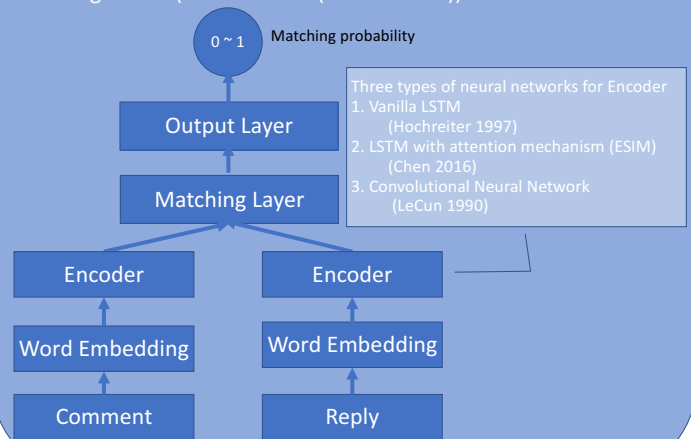 0 ~ 1
Matching probability
Three types of neural networks for Encoder
1. Vanilla LSTM
(Hochreiter 1997)
2. LSTM with attention mechanism (ESIM)
(Chen 2016)
3. Convolutional Neural Network
(LeCun 1990)
Output Layer
Matching Layer
Encoder
Encoder
Word Embedding
Word Embedding
Comment
Reply